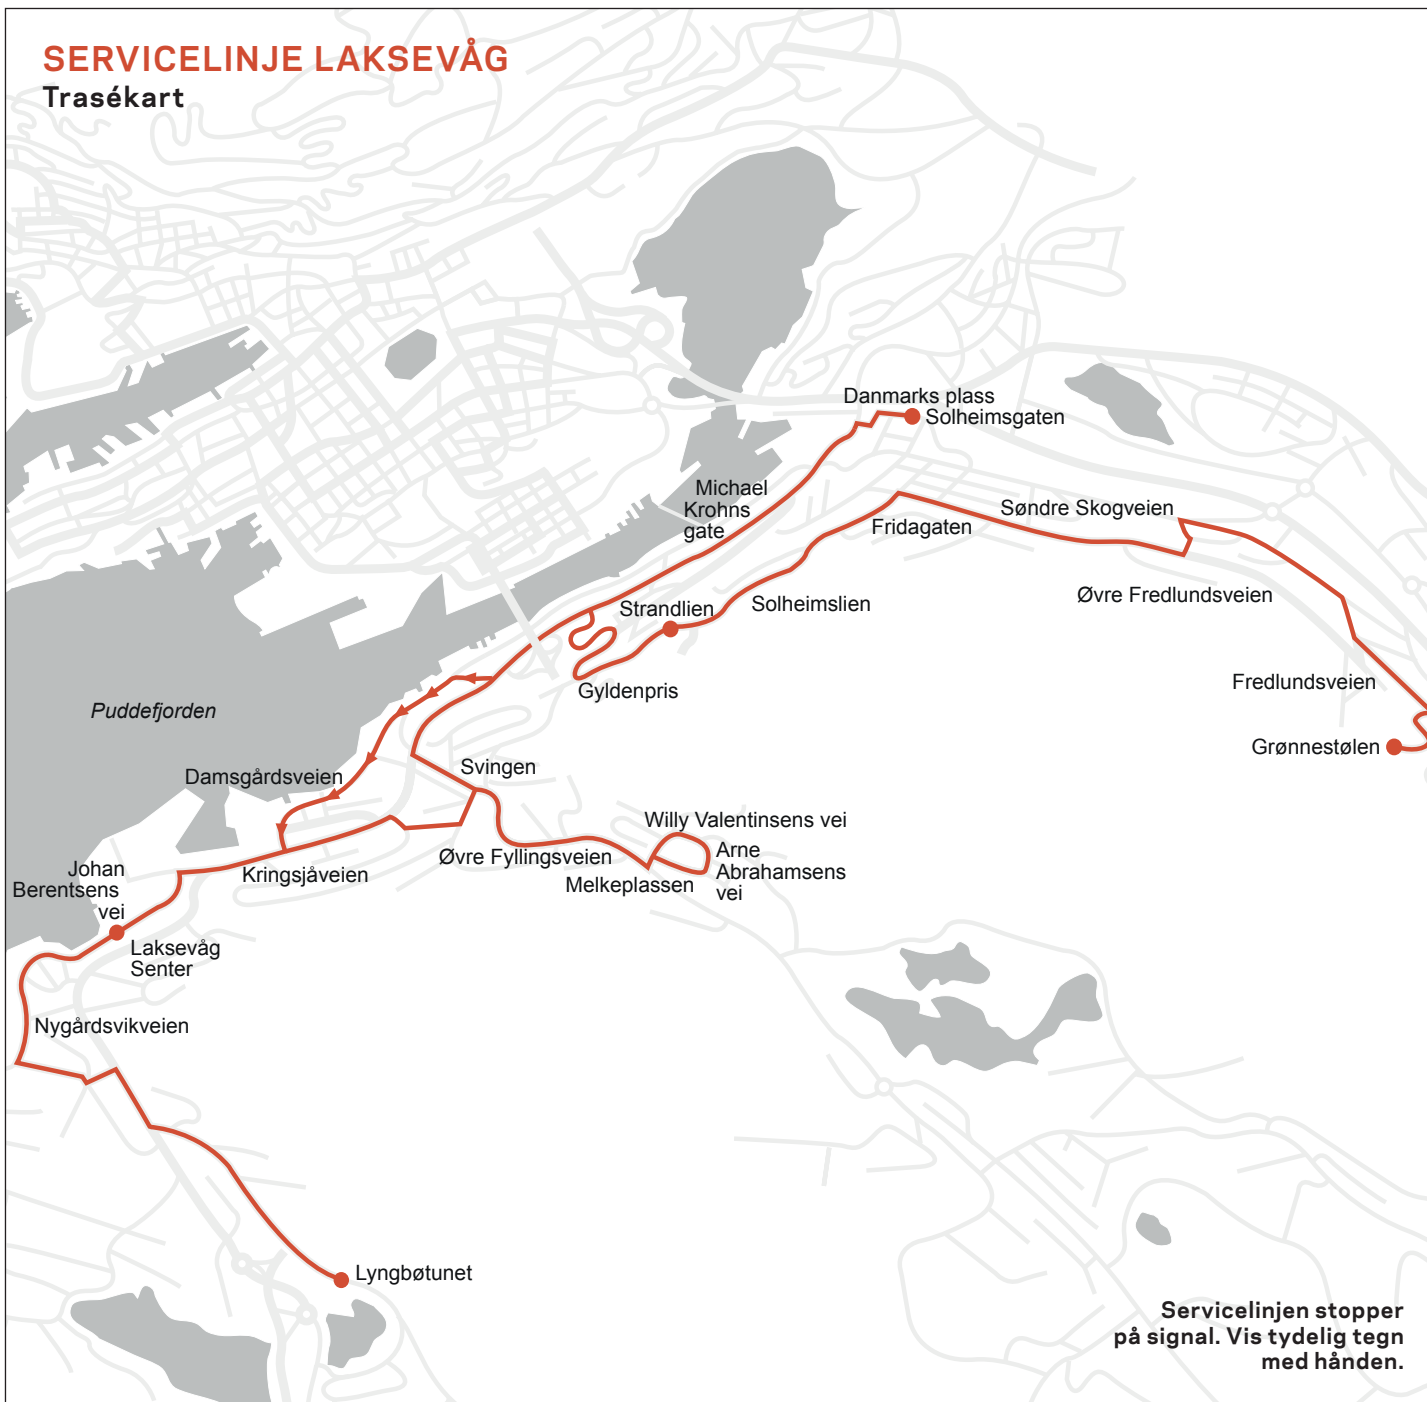 SERVICELINJE LAKSEVÅG
Trasékart
Danmarks plass
Solheimsgaten
Michael
Krohns
gate
Søndre Skogveien
Fridagaten
Strandlien
Solheimslien
Øvre Fredlundsveien
Gyldenpris
Fredlundsveien
Puddefjorden
Grønnestølen
Damsgårdsveien
Svingen
Willy Valentinsens vei
Arne
Abrahamsens
vei
Øvre Fyllingsveien
Melkeplassen
Kringsjåveien
Johan
Berentsens
vei
Laksevåg
Senter
Nygårdsvikveien
Lyngbøtunet
Servicelinjen stopper
på signal. Vis tydelig tegn
med hånden.